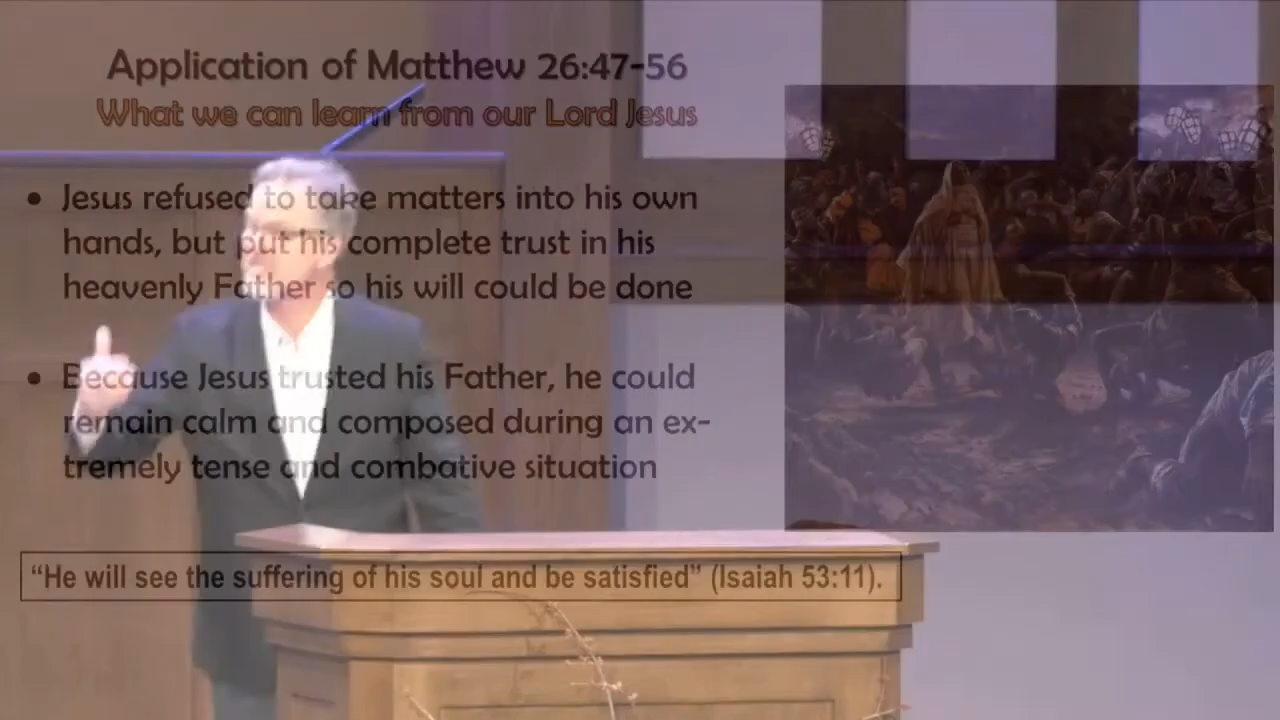 Application of Matthew 26:47-56
What we can learn from our Lord Jesus
• Jesus refused to take matters into his own
hands, but put his complete trust in his
heavenly Father so his will could be done
• Because Jesus trusted his Father, he could
remain calm and composed during an ex-
tremely tense and combative situation
“He will see the suffering of his soul and be satisfied” (Isaiah 53:11).